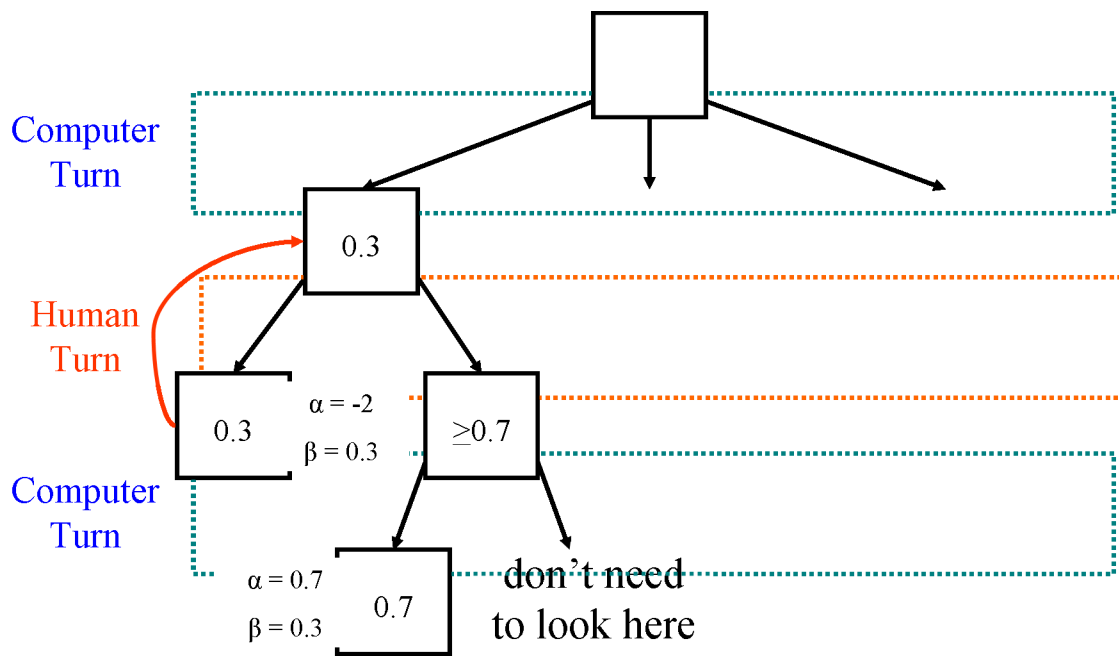 Computer
Turn
0.3
Human
Turn
0.3
α = -2
β = 0.3
≥0.7
Computer
Turn
α = 0.7
β = 0.3
0.7
don’t need
to look here